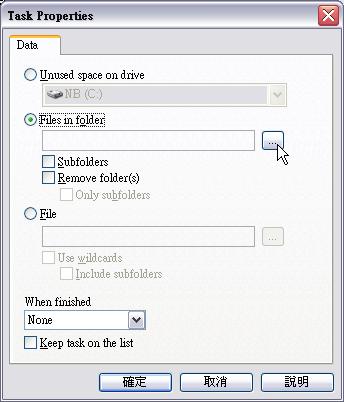 Task Properties
Data
Unused space on drive
NB (C:)
Files in folder
...
Subfolders
Remove folder(s)
Only subfolders
File
...
Use wildcards
Include subfolders
When finished
None
Keep task on the list
確定
取消
說明